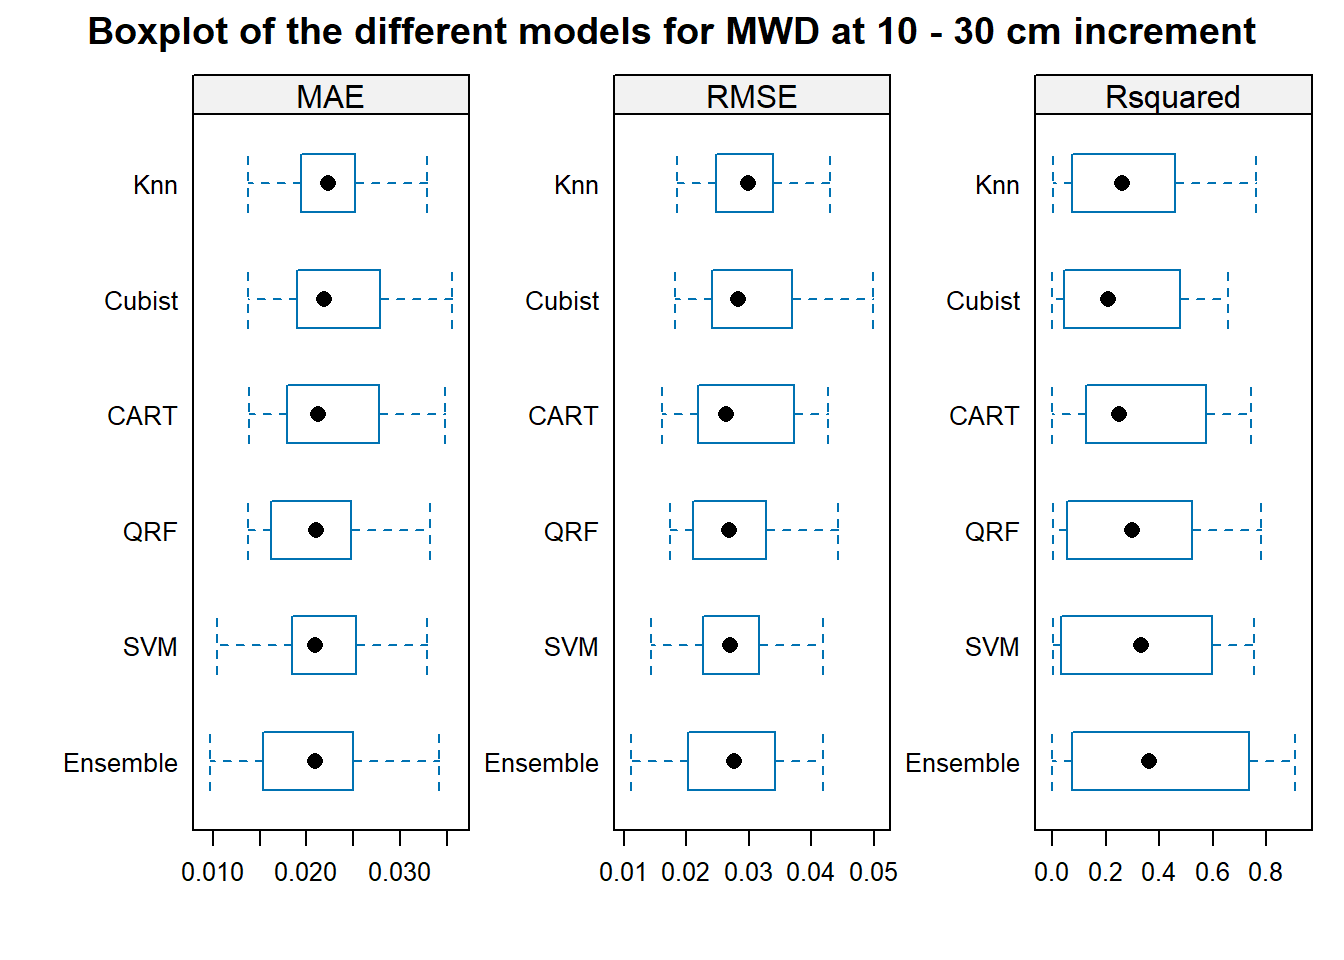 Boxplot of the different models for MWD at 10 - 30 cm increment
MAE
Knn
Cubist
CART
QRF
SVM
Ensemble
0.010 0.020 0.030
RMSE
Knn
Cubist
CART
QRF
SVM
Ensemble
0.01 0.02 0.03 0.04 0.05
Rsquared
Knn
Cubist
CART
QRF
SVM
Ensemble
0.0 0.2 0.4 0.6 0.8